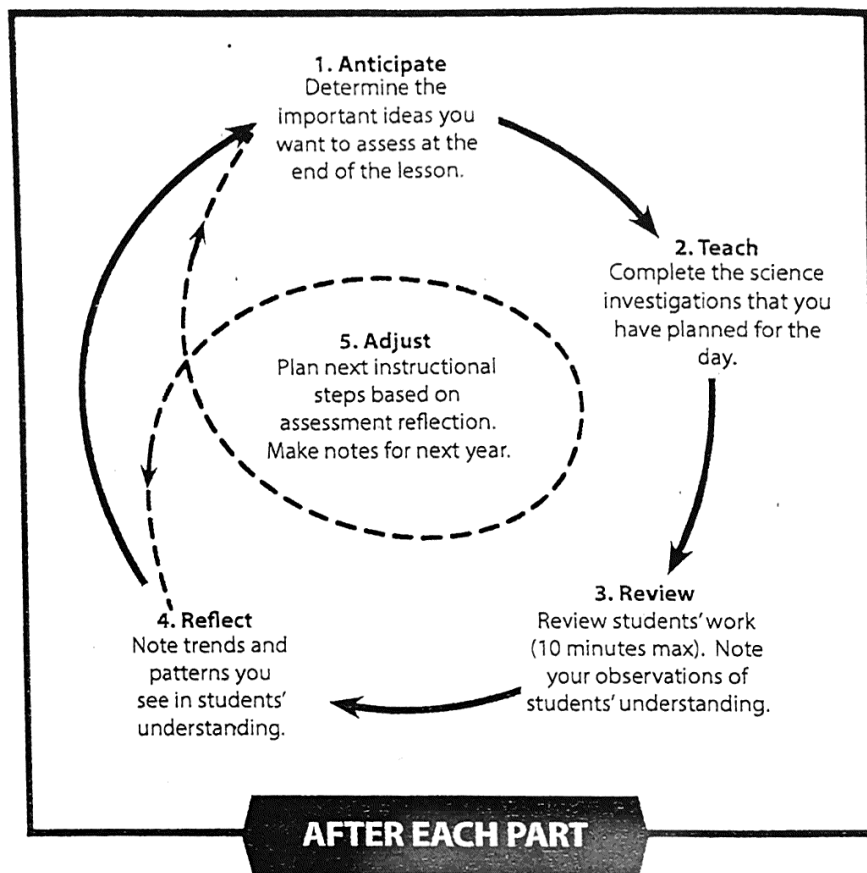 1. Anticipate
Determine the
important ideas you
want to assess at the
end of the lesson.
2. Teach
Complete the science
investigations that you
have planned for the
day.
5. Adjust
Plan next instructional
steps based on
assessment reflection.
Make notes for next year.
3. Review
Review students' work
(10 minutes max). Note
your observations of
students' understanding.
4. Reflect
Note trends and
patterns you
see in students'
understanding.
AFTER EACH PART